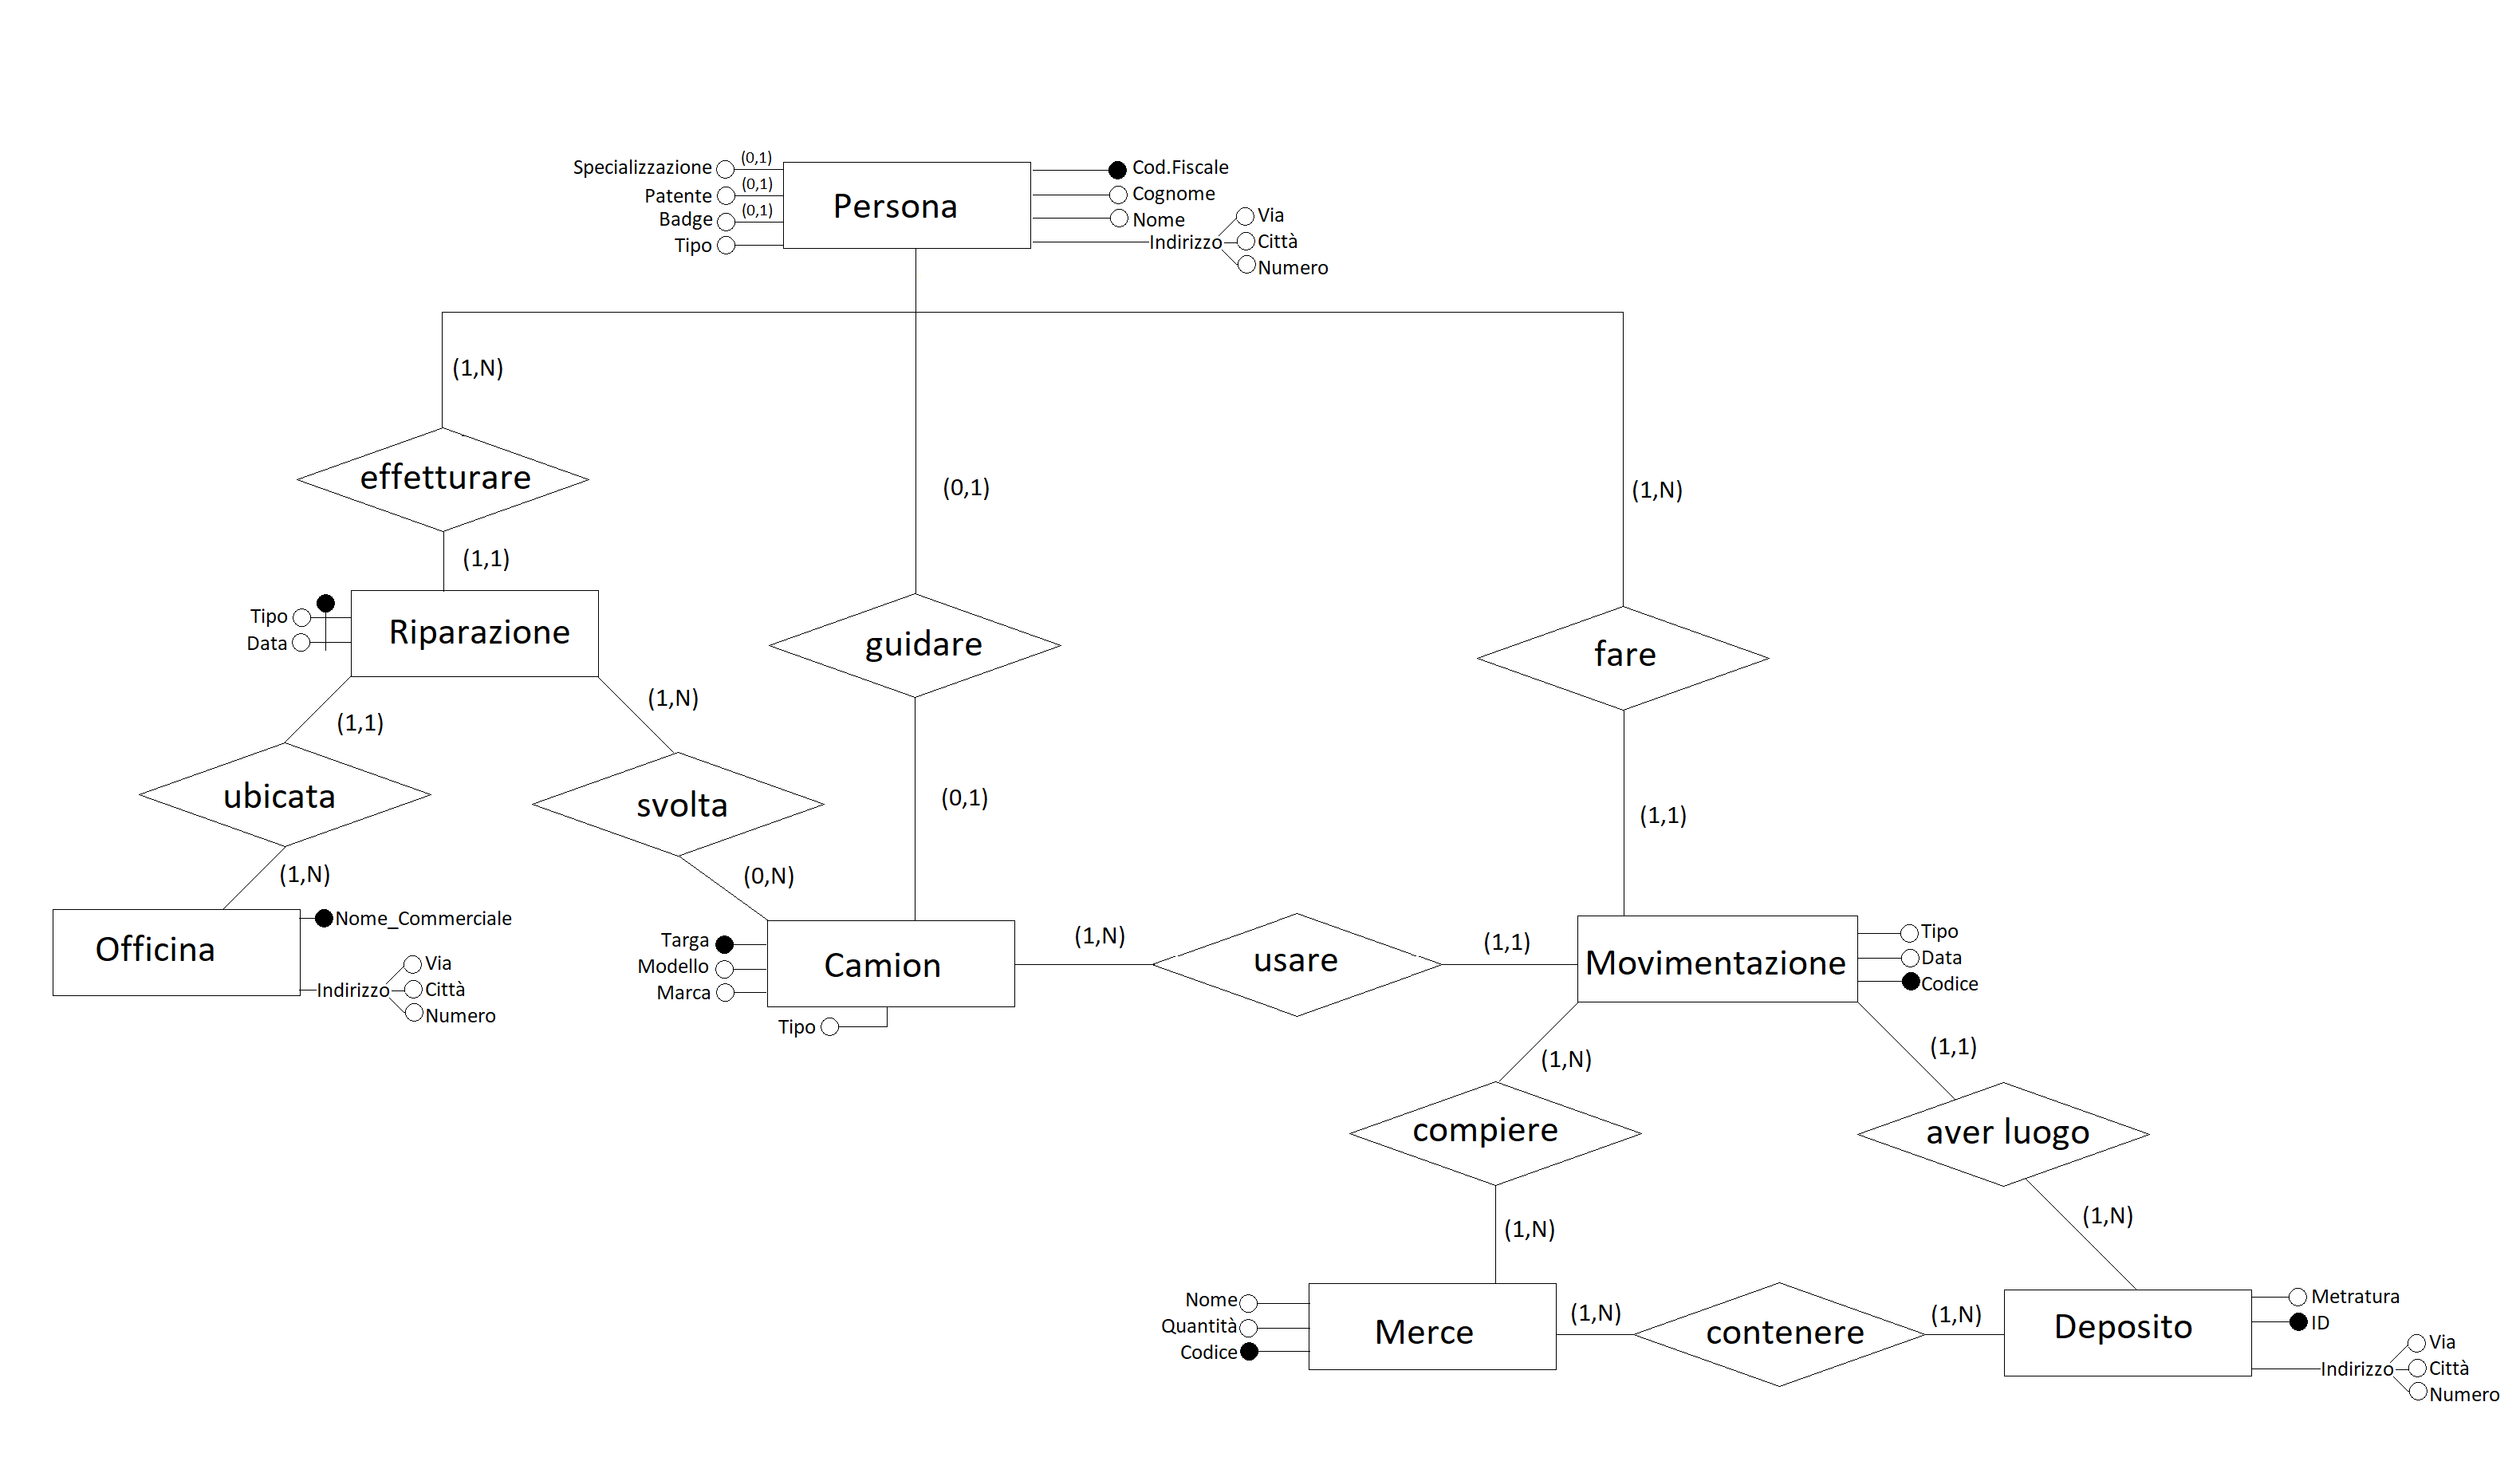 Specializzazione (0,1)
Patente (0,1)
Badge (0,1)
Tipo
Persona
Cod.Fiscale
Cognome
Nome
Indirizzo
Via
Città
Numero
(1,N)
effetturare
(1,1)
(0,1)
guidare
(0,1)
(1,N)
fare
(1,1)
Tipo
Data
Riparazione
(1,1)
ubicata
(1,N)
(1,N)
svolta
(0,N)
Officina
Nome_Commerciale
Indirizzo
Via
Città
Numero
Targa
Modello
Marca
Tipo
Camion
(1,N)
usare
(1,1)
Movimentazione
Tipo
Data
Codice
(1,N)
compiere
(1,N)
(1,1)
aver luogo
(1,N)
Nome
Quantità
Codice
Merce
(1,N)
contenere
(1,N)
Deposito
Metratura
ID
Indirizzo
Via
Città
Numero